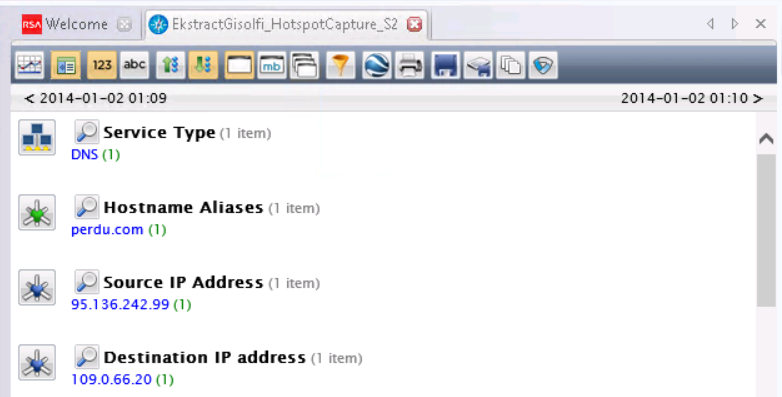 RSA Welcome
EkstractGisolfi_HotspotCapture_S2
123 abc mb
< 2014-01-02 01:09 2014-01-02 01:10 >
Service Type (1 item)
DNS (1)
Hostname Aliases (1 item)
perdu.com (1)
Source IP Address (1 item)
95.136.242.99 (1)
Destination IP address (1 item)
109.0.66.20 (1)